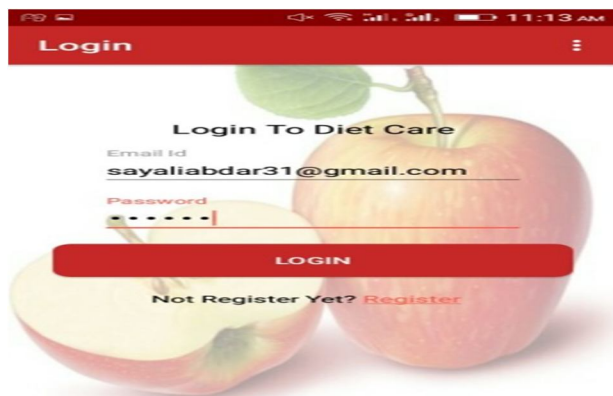 11:13 AM
Login
Login To Diet Care
Email Id
sayaliabdar31@gmail.com
Password
••••••
LOGIN
Not Register Yet? Register